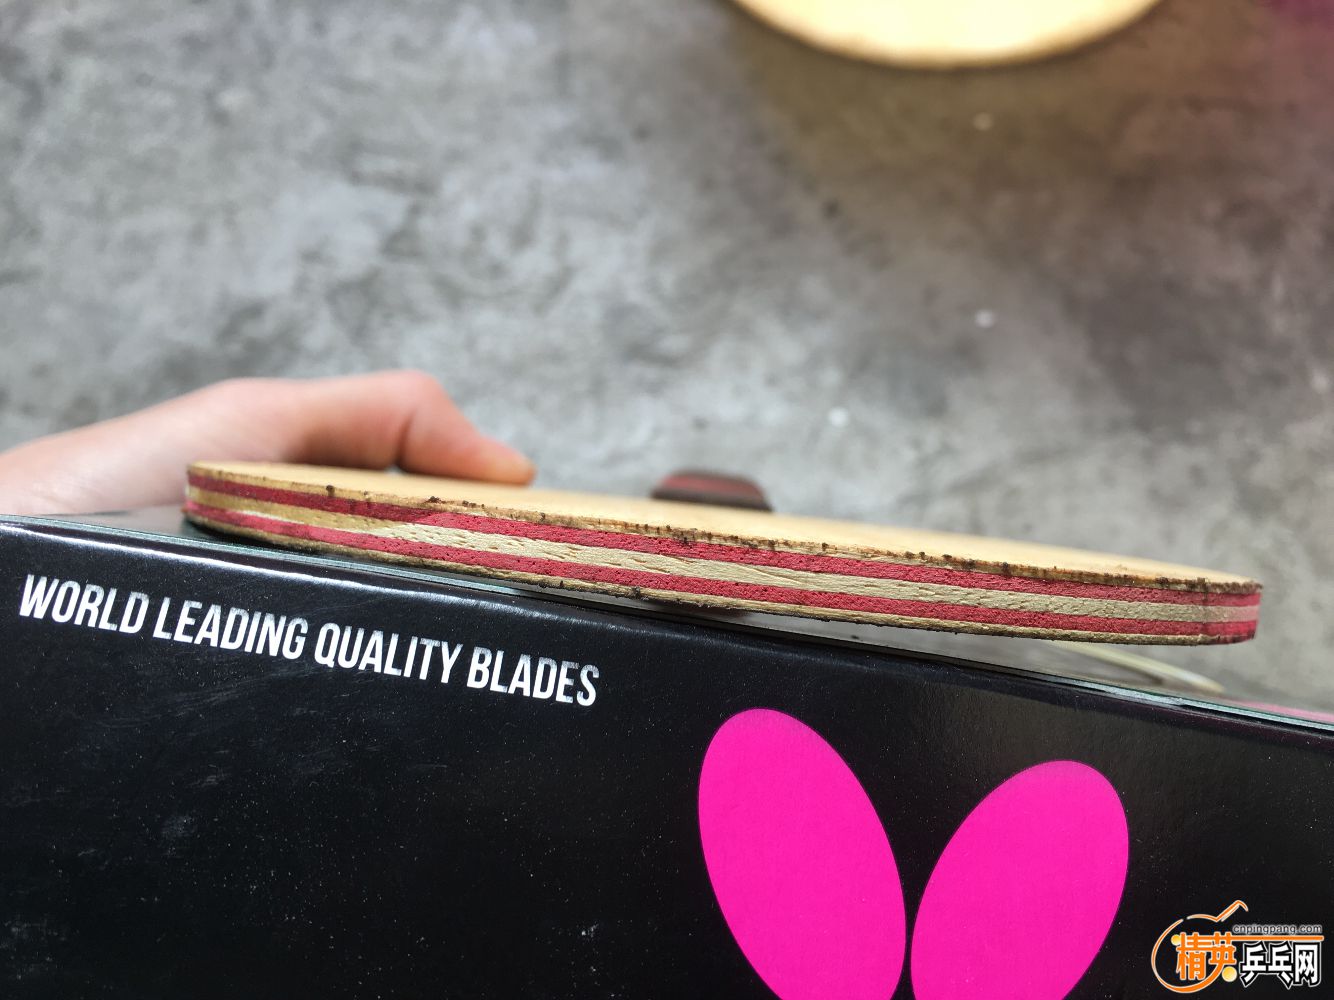 WORLD LEADING QUALITY BLADES
cnpingpang.com
精英乒乓网